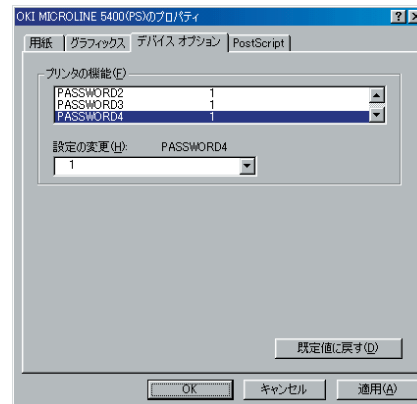 OKI MICROLINE 5400(PS)のプロパティ
用紙 グラフィックス デバイス オプション PostScript
プリンタの機能(F)
PASSWORD2 1
PASSWORD3 1
PASSWORD4 1
設定の変更(H): PASSWORD4
1
既定値に戻す(D)
OK キャンセル 適用(A)